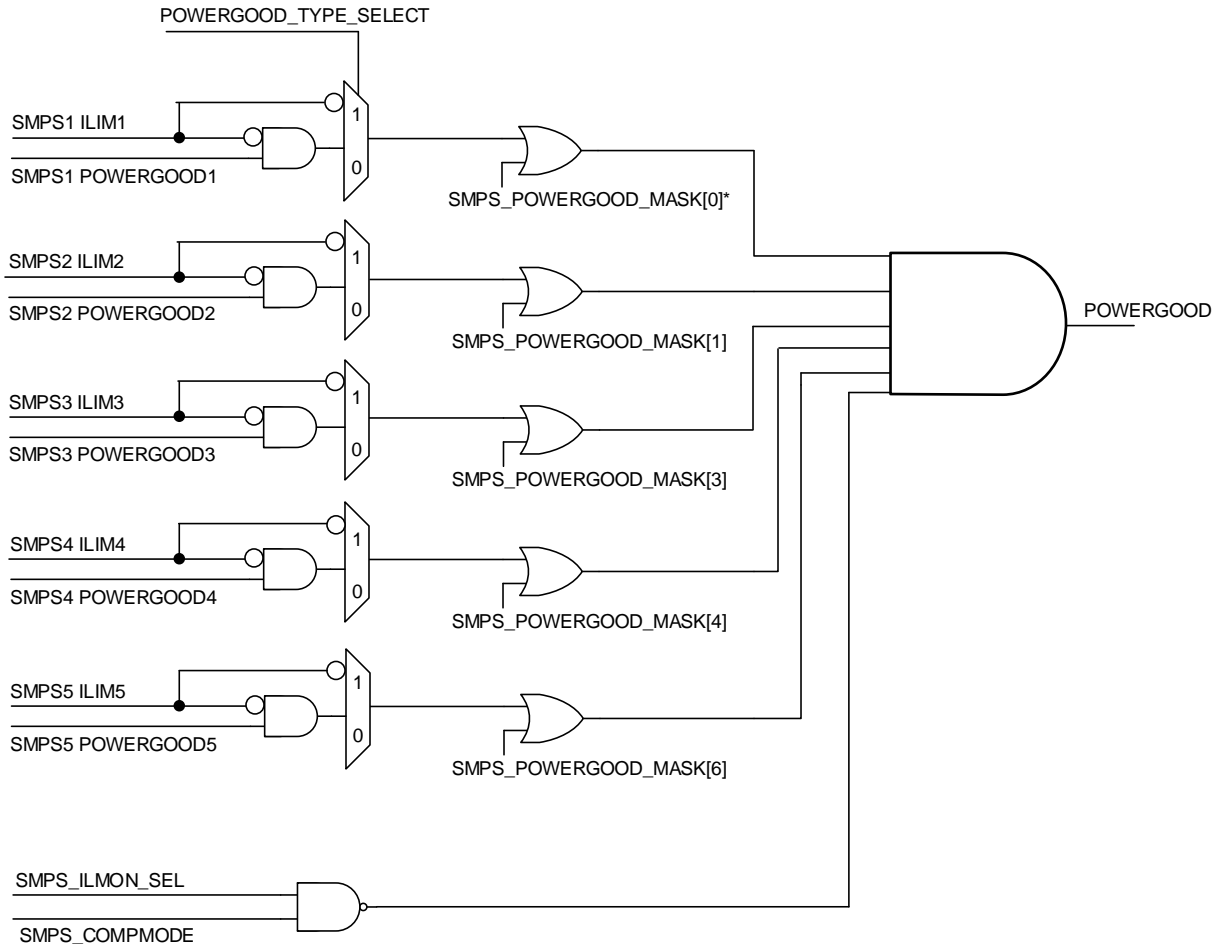 POWERGOOD_TYPE_SELECT
SMPS1 ILIM1
1
0
SMPS1 POWERGOOD1
SMPS_POWERGOOD_MASK[0]*
SMPS2 ILIM2
1
0
SMPS2 POWERGOOD2
SMPS_POWERGOOD_MASK[1]
POWERGOOD
SMPS3 ILIM3
1
0
SMPS3 POWERGOOD3
SMPS_POWERGOOD_MASK[3]
SMPS4 ILIM4
1
0
SMPS4 POWERGOOD4
SMPS_POWERGOOD_MASK[4]
SMPS5 ILIM5
1
0
SMPS5 POWERGOOD5
SMPS_POWERGOOD_MASK[6]
SMPS_ILMON_SEL
SMPS_COMPMODE